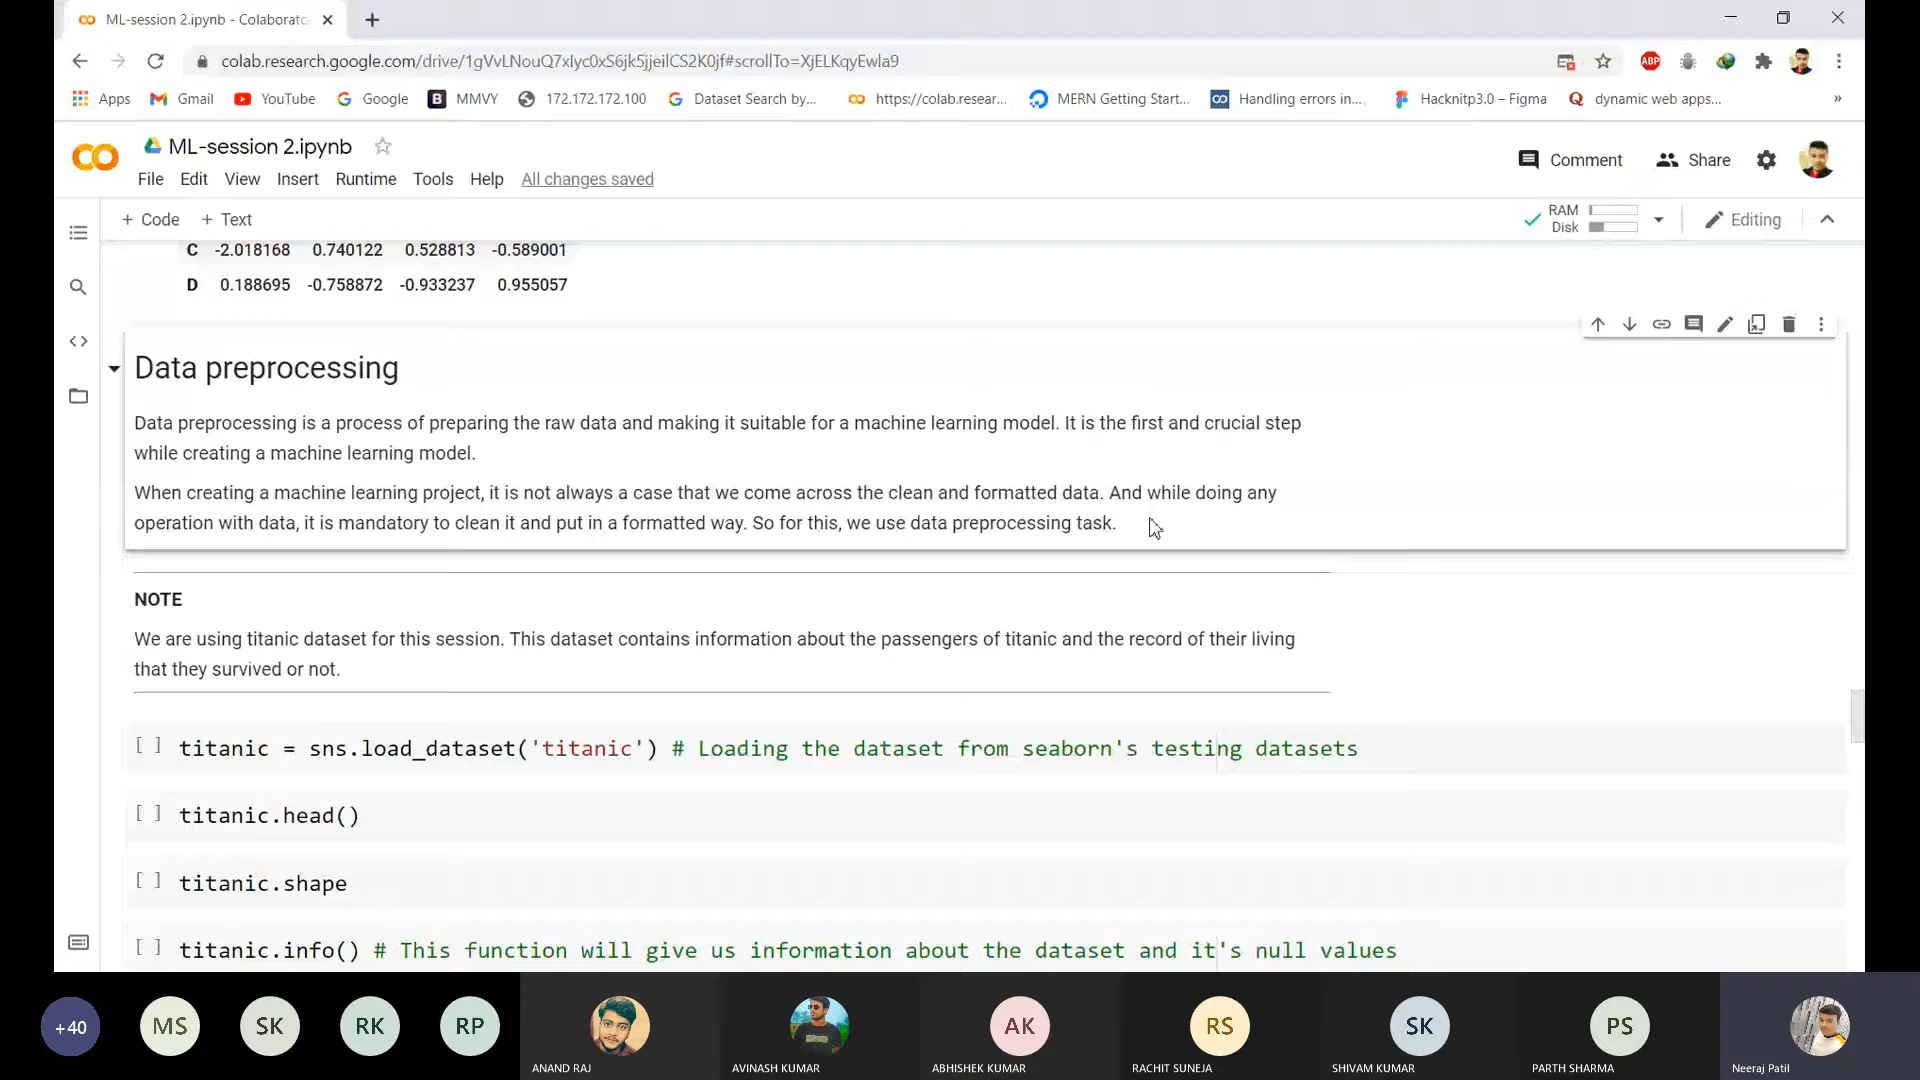 ML-session 2.ipynb - Colaborato
colab.research.google.com/drive/1gVvLNouQ7xIyc0xS6jk5jjeilCS2K0jf#scrollTo=XjELKqyEwla9
ABP
Apps Gmail YouTube Google MMVY 172.172.172.100 Dataset Search by... https://colab.resear... MERN Getting Start... Handling errors in... Hacknitp3.0 – Figma dynamic web apps... »
ML-session 2.ipynb
Comment Share
File Edit View Insert Runtime Tools Help All changes saved
+ Code + Text
RAM
Disk
Editing
C -2.018168 0.740122 0.528813 -0.589001
D 0.188695 -0.758872 -0.933237 0.955057
Data preprocessing
Data preprocessing is a process of preparing the raw data and making it suitable for a machine learning model. It is the first and crucial step
while creating a machine learning model.
When creating a machine learning project, it is not always a case that we come across the clean and formatted data. And while doing any
operation with data, it is mandatory to clean it and put in a formatted way. So for this, we use data preprocessing task.
NOTE
We are using titanic dataset for this session. This dataset contains information about the passengers of titanic and the record of their living
that they survived or not.
[ ] titanic = sns.load_dataset('titanic') # Loading the dataset from seaborn's testing datasets
[ ] titanic.head()
[ ] titanic.shape
[ ] titanic.info() # This function will give us information about the dataset and it's null values
+40 MS SK RK RP AK RS SK PS
ANAND RAJ AVINASH KUMAR ABHISHEK KUMAR RACHIT SUNEJA SHIVAM KUMAR PARTH SHARMA Neeraj Patil